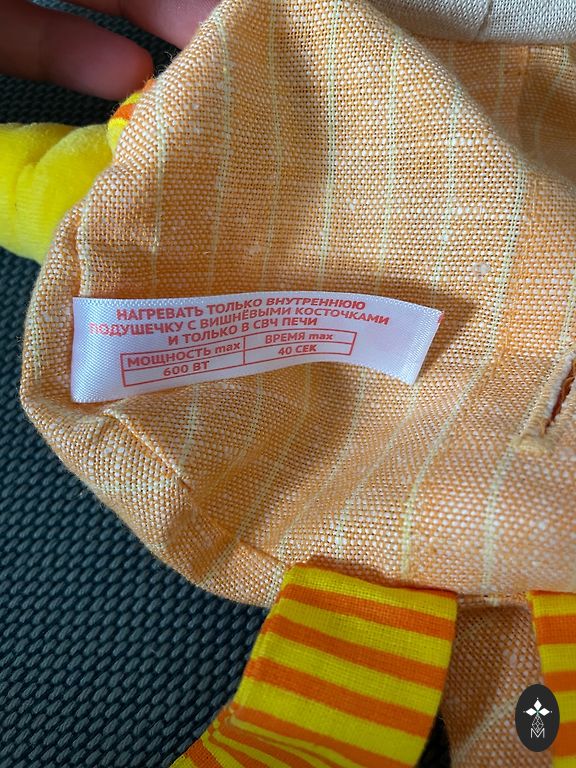 НАГРЕВАТЬ ТОЛЬКО ВНУТРЕННЮЮ
ПОДУШЕЧКУ С ВИШНЁВЫМИ КОСТОЧКАМИ
И ТОЛЬКО В СВЧ ПЕЧИ
МОЩНОСТЬ max ВРЕМЯ max
600 ВТ 40 СЕК
M